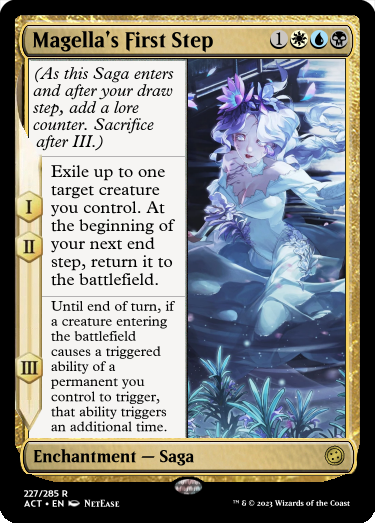 Magella's First Step 1
(As this Saga enters
and after your draw
step, add a lore
counter. Sacrifice
after III.)
I
II
Exile up to one
target creature
you control. At
the beginning of
your next end
step, return it to
the battlefield.
III
Until end of turn, if
a creature entering
the battlefield
causes a triggered
ability of a
permanent you
control to trigger,
that ability triggers
an additional time.
Enchantment — Saga
227/285 R
ACT • EN NetEase
™ & © 2023 Wizards of the Coast